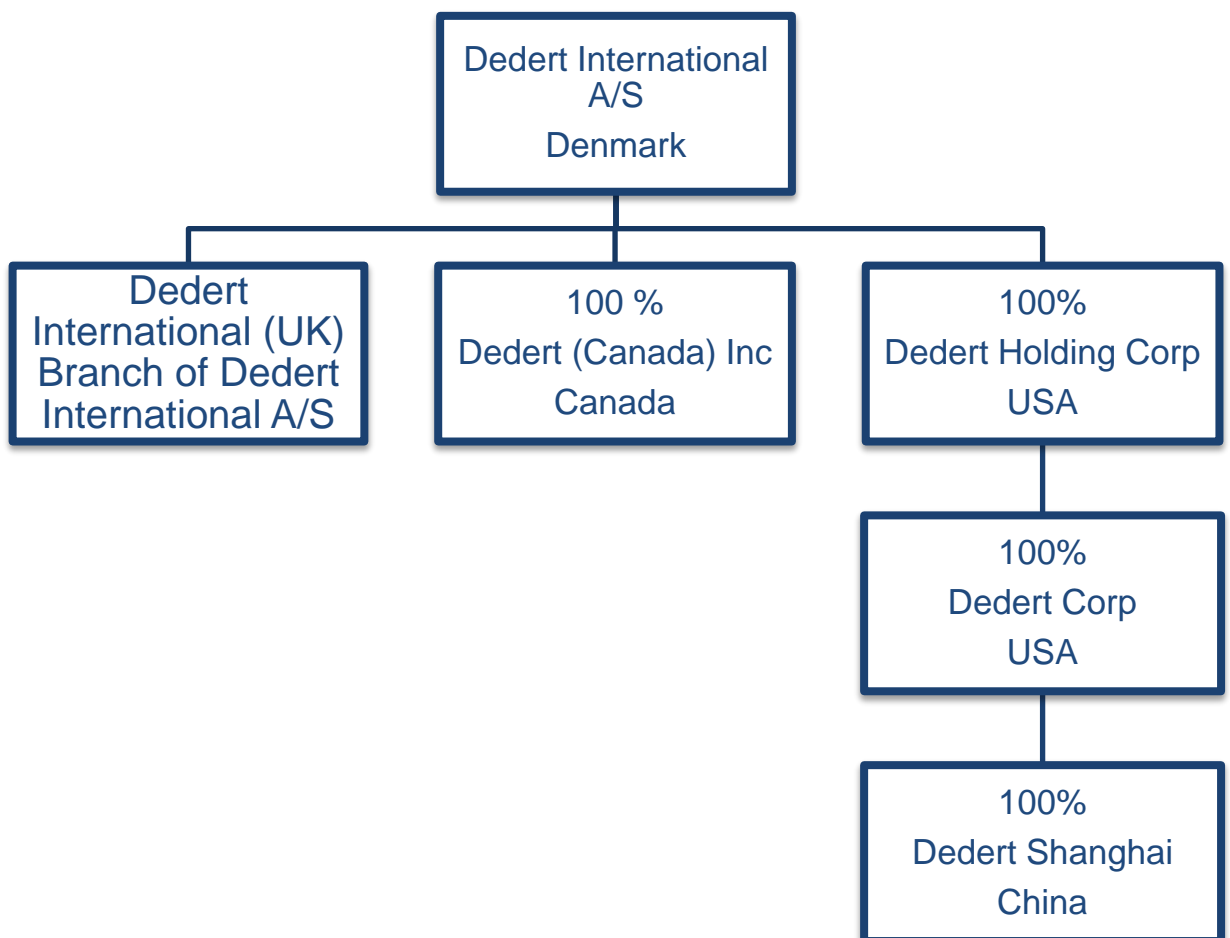 Dedert International
A/S
Denmark
Dedert
International (UK)
Branch of Dedert
International A/S
100 %
Dedert (Canada) Inc
Canada
100%
Dedert Holding Corp
USA
100%
Dedert Corp
USA
100%
Dedert Shanghai
China